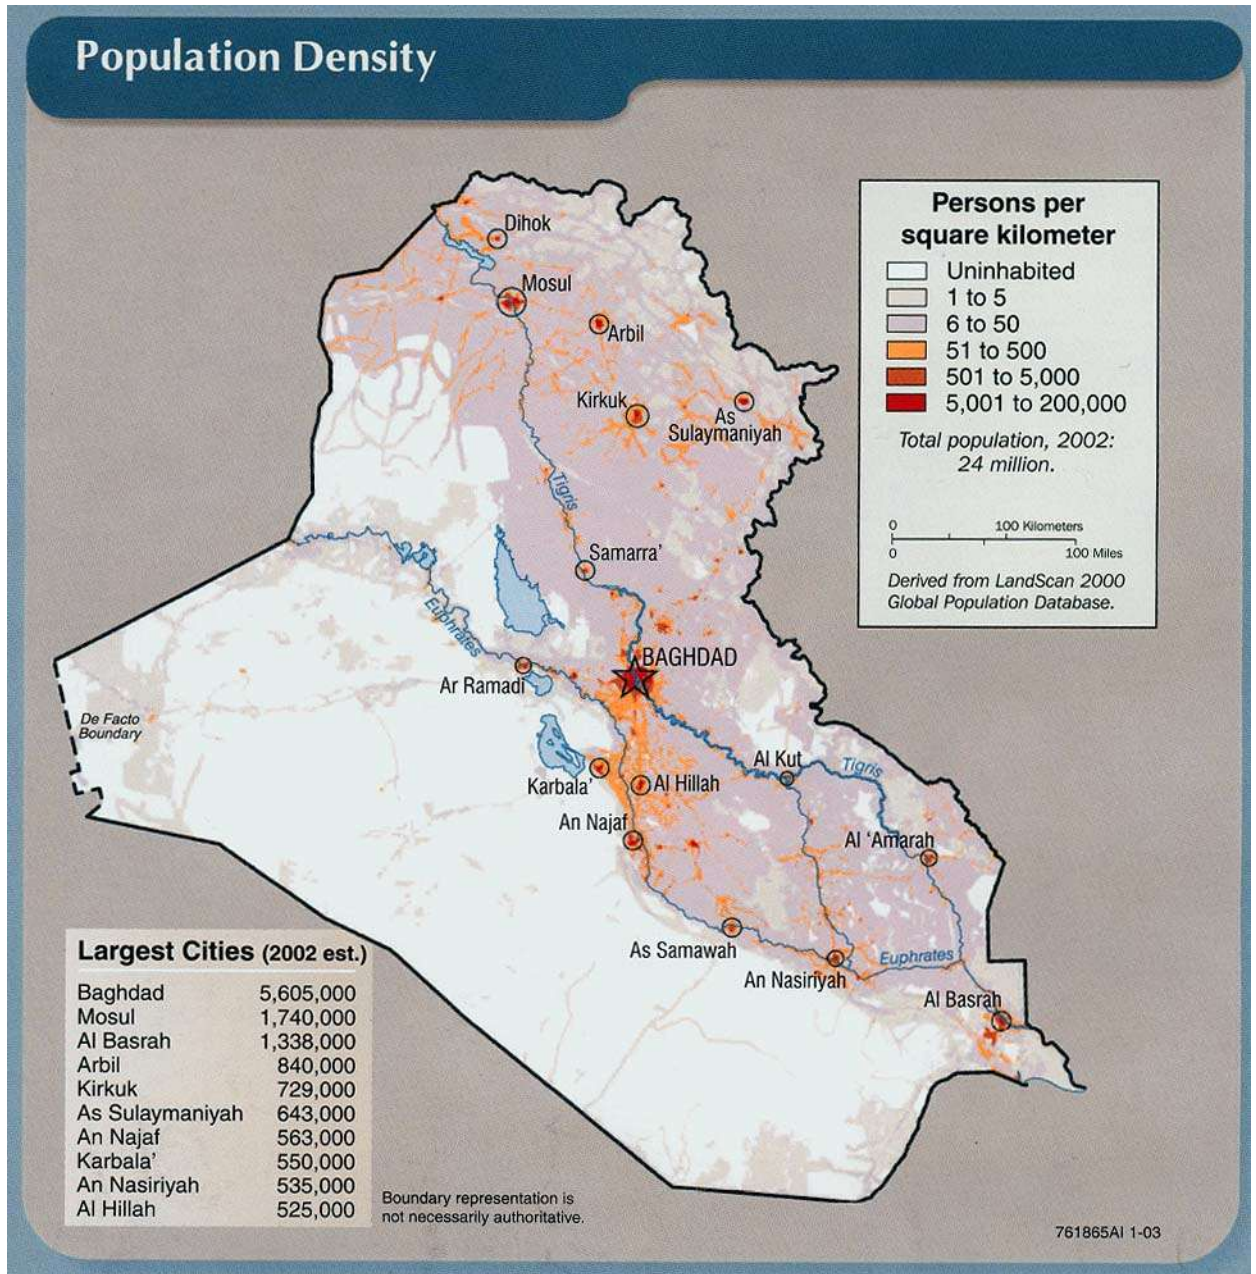 Population Density
Persons per
square kilometer
Uninhabited
1 to 5
6 to 50
51 to 500
501 to 5,000
5,001 to 200,000
Total population, 2002:
24 million.
0 100 Kilometers
0 100 Miles
Derived from LandScan 2000
Global Population Database.
Dihok
Mosul
Arbil
Kirkuk
As
Sulaymaniyah
Tigris
Samarra'
Euphrates
BAGHDAD
Ar Ramadi
De Facto
Boundary
Al Kut
Tigris
Karbala'
Al Hillah
An Najaf
Al 'Amarah
As Samawah
Euphrates
An Nasiriyah
Al Basrah
Largest Cities (2002 est.)
Baghdad 5,605,000
Mosul 1,740,000
Al Basrah 1,338,000
Arbil 840,000
Kirkuk 729,000
As Sulaymaniyah 643,000
An Najaf 563,000
Karbala' 550,000
An Nasiriyah 535,000
Al Hillah 525,000
Boundary representation is
not necessarily authoritative.
761865AI 1-03